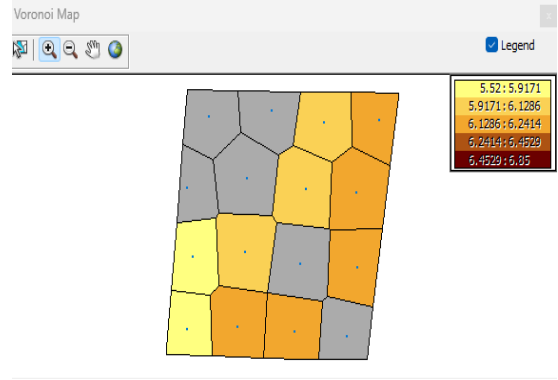 Voronoi Map
Legend
5.52 : 5.9171
5.9171 : 6.1286
6.1286 : 6.2414
6.2414 : 6.4529
6.4529 : 6.85